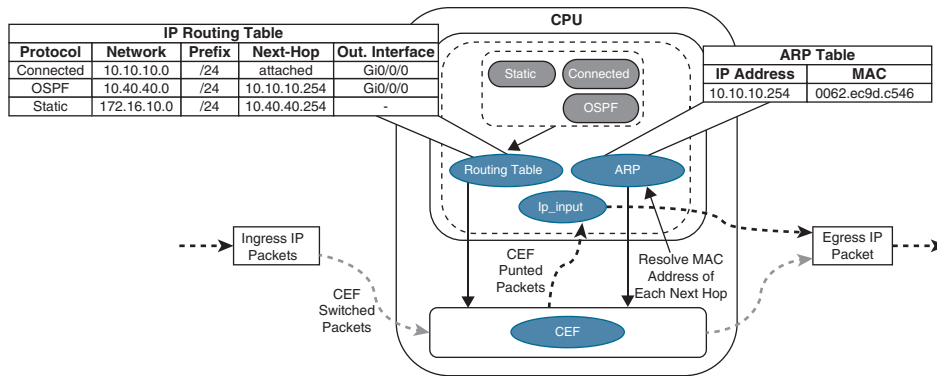 CPU
IP Routing Table
Protocol Network Prefix Next-Hop Out. Interface
Connected 10.10.10.0 /24 attached Gi0/0/0
OSPF 10.40.40.0 /24 10.10.10.254 Gi0/0/0
Static 172.16.10.0 /24 10.40.40.254 -
ARP Table
IP Address MAC
10.10.10.254 0062.ec9d.c546
Static
Connected
OSPF
Routing Table
ARP
Ip_input
Ingress IP
Packets
CEF
Switched
Packets
CEF
Punted
Packets
Resolve MAC
Address of
Each Next Hop
Egress IP
Packet
CEF